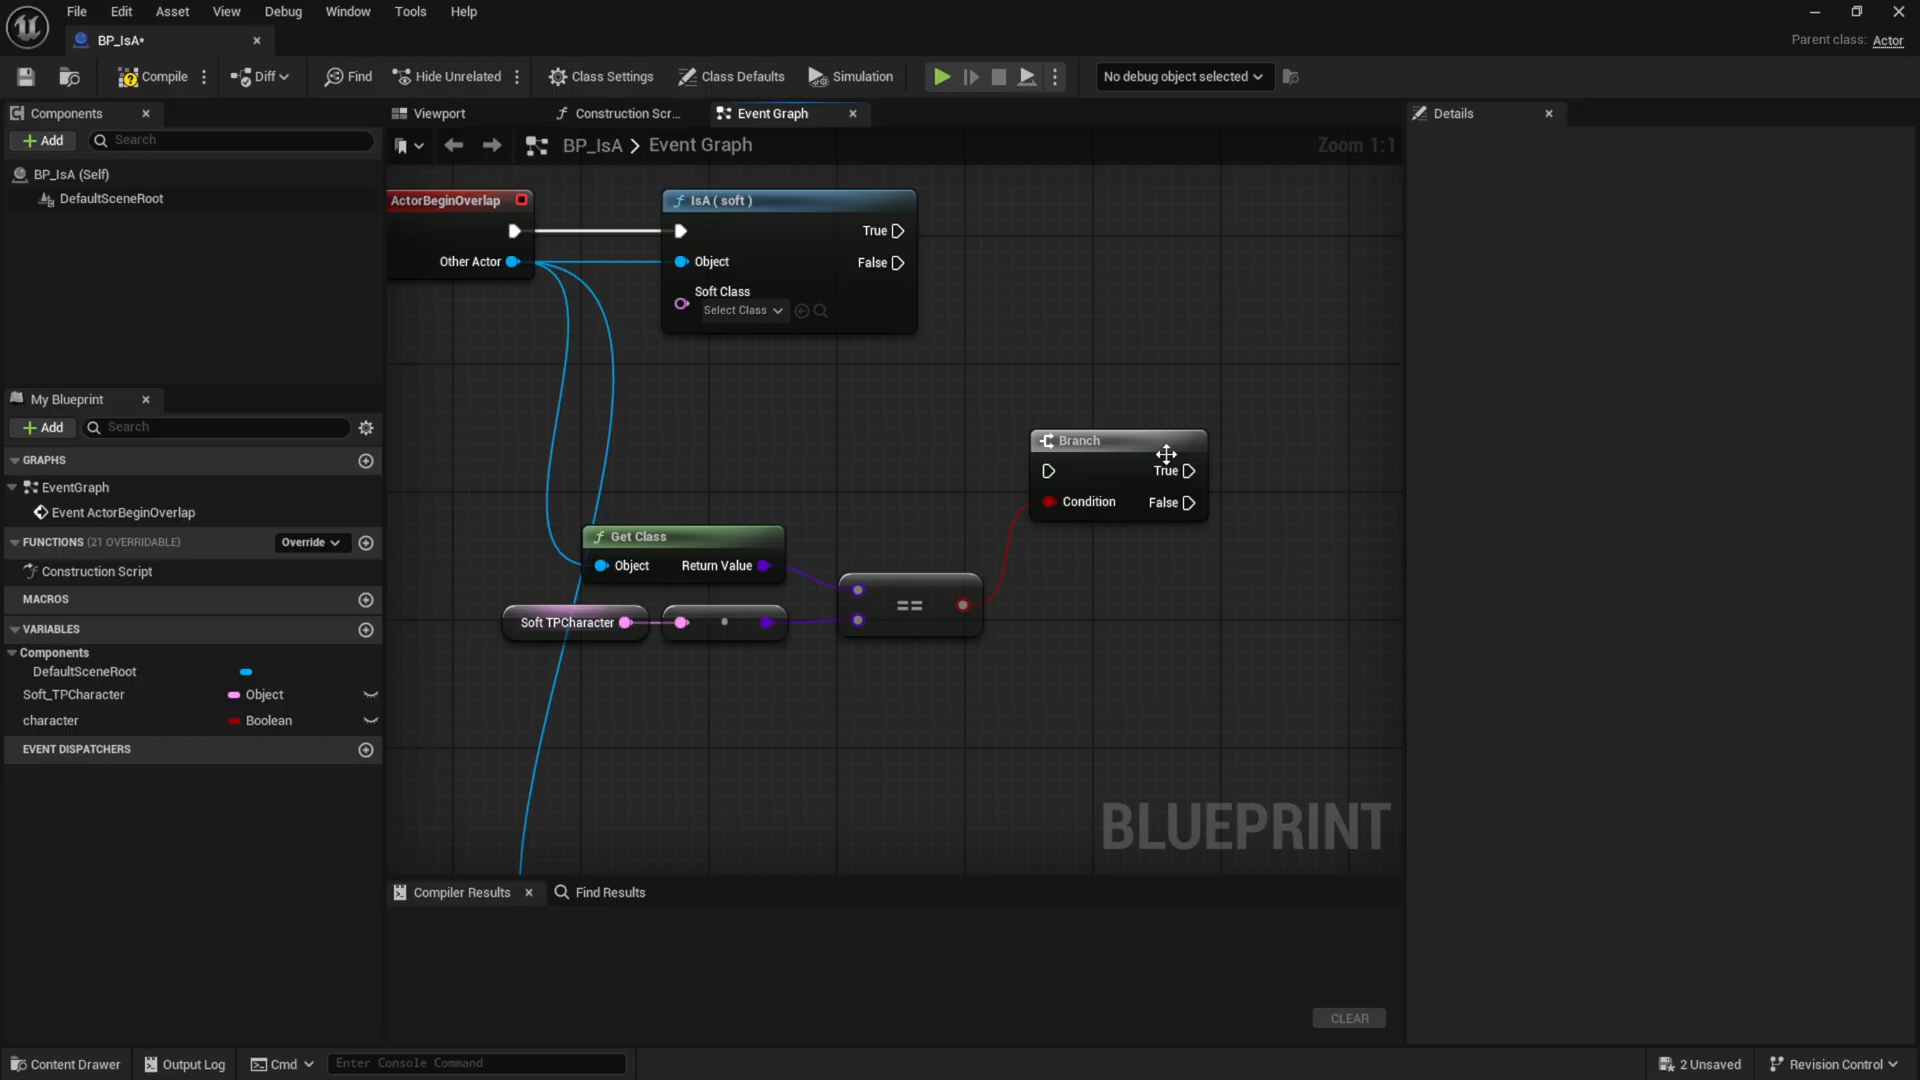 File Edit Asset View Debug Window Tools Help
BP_IsA*
Parent class: Actor
Compile Diff Find Hide Unrelated Class Settings Class Defaults Simulation No debug object selected
Components
Viewport Construction Scr... Event Graph
Details
Add Search
BP_IsA > Event Graph Zoom 1:1
BP_IsA (Self)
DefaultSceneRoot
ActorBeginOverlap
Other Actor
IsA ( soft )
True
Object False
Soft Class
Select Class
My Blueprint
Add Search
GRAPHS
EventGraph
Event ActorBeginOverlap
FUNCTIONS (21 OVERRIDABLE) Override
Construction Script
MACROS
VARIABLES
Components
DefaultSceneRoot
Soft_TPCharacter Object
character Boolean
EVENT DISPATCHERS
Branch
True
Condition False
Get Class
Object Return Value
Soft TPCharacter
==
BLUEPRINT
Compiler Results Find Results
CLEAR
Content Drawer Output Log Cmd Enter Console Command 2 Unsaved Revision Control